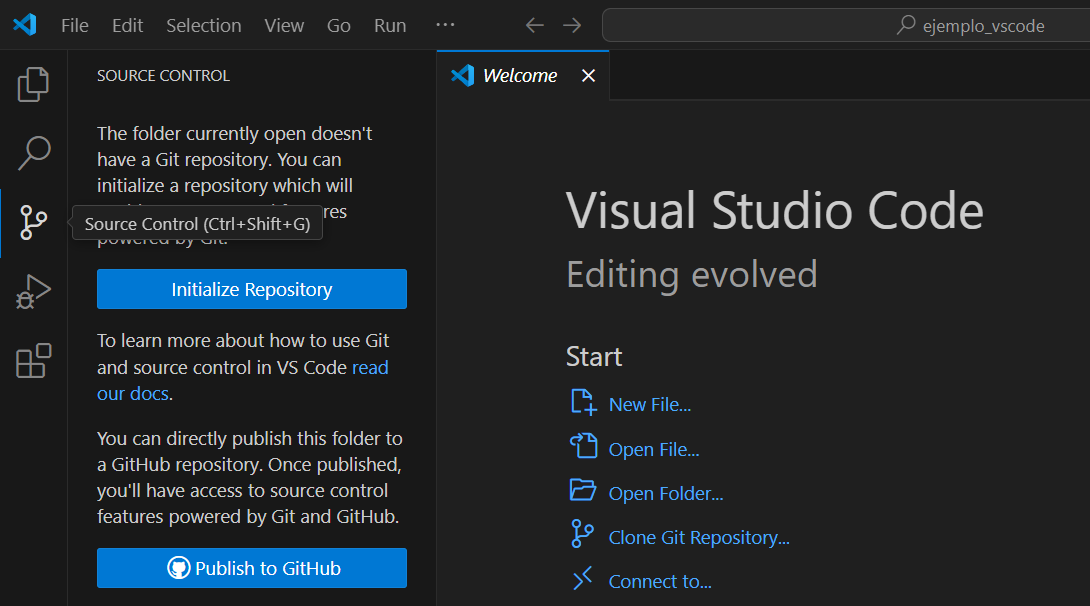 File Edit Selection View Go Run ... ejemplo_vscode
SOURCE CONTROL
Welcome
The folder currently open doesn't
have a Git repository. You can
initialize a repository which will
Source Control (Ctrl+Shift+G)
powered by Git.
Initialize Repository
To learn more about how to use Git
and source control in VS Code read
our docs.
You can directly publish this folder to
a GitHub repository. Once published,
you'll have access to source control
features powered by Git and GitHub.
Publish to GitHub
Visual Studio Code
Editing evolved
Start
New File...
Open File...
Open Folder...
Clone Git Repository...
Connect to...